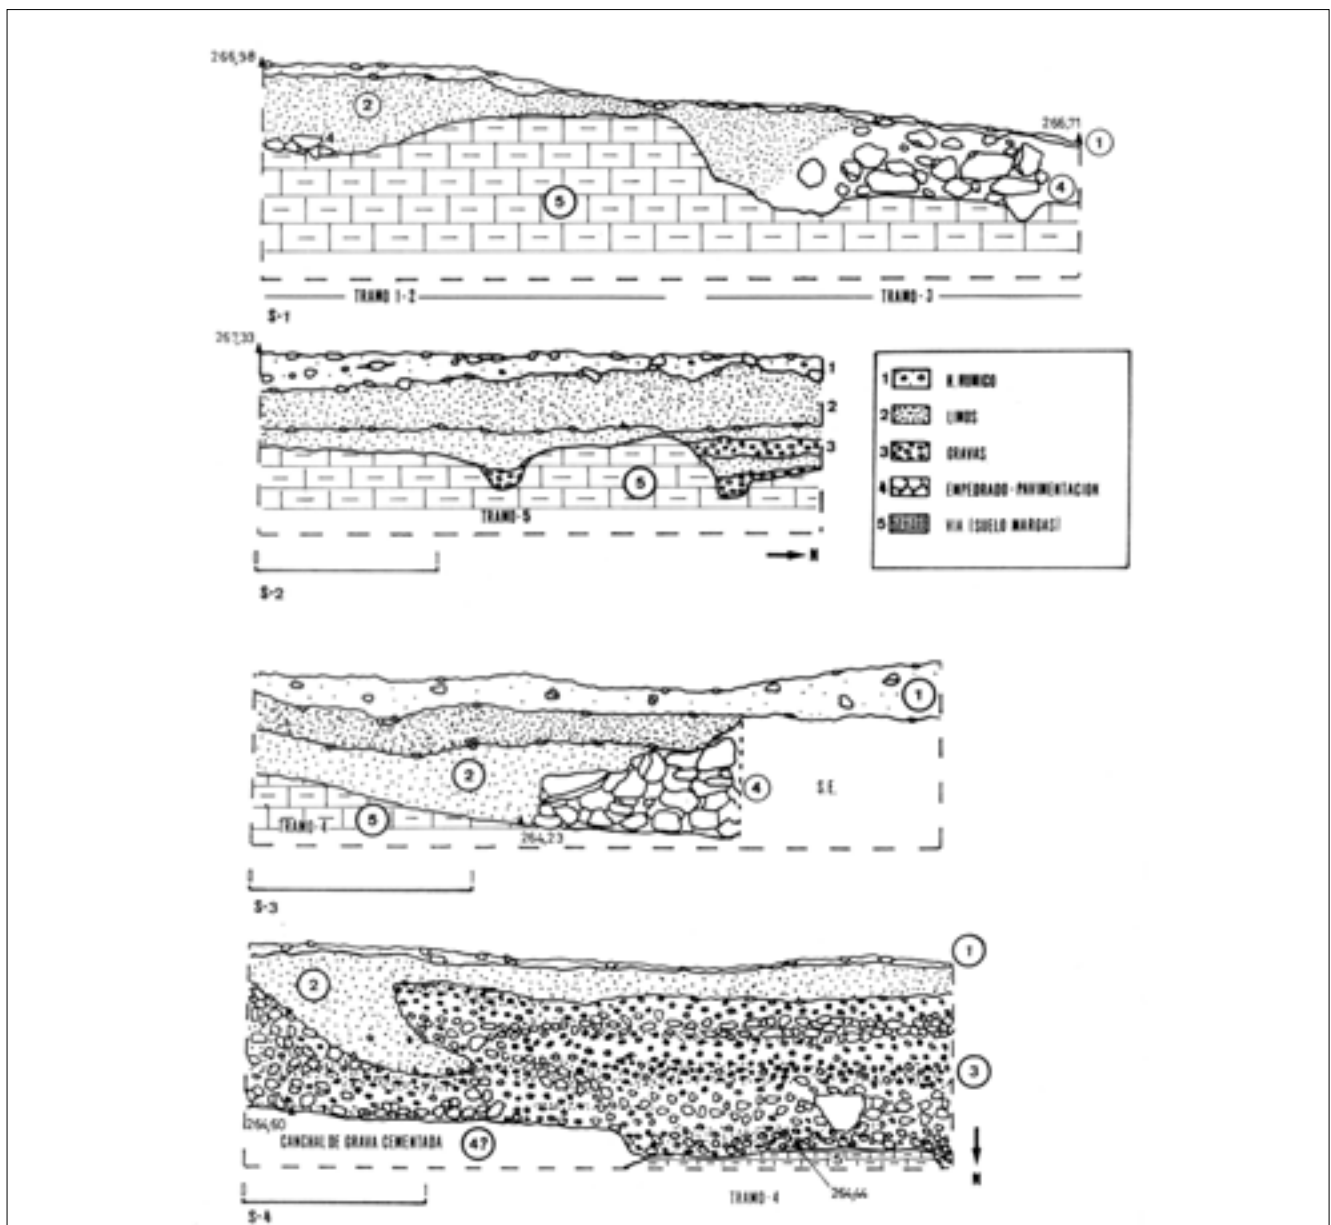 266,98
2
4
266,71
1
5
4
TRAMO 1-2
TRAMO-3
S-1
267,33
1
2
3
5
TRAMO-5
N
S-2
1 H. HUMICO
2 LIMOS
3 GRAVAS
4 EMPEDRADO-PAVIMENTACION
5 VIA (SUELO MARGAS)
1
2
4
S.E.
TRAMO-4
5
264,23
S-3
1
2
3
264,60
CANCHAL DE GRAVA CEMENTADA
4?
5
N
TRAMO-4
264,44
S-4